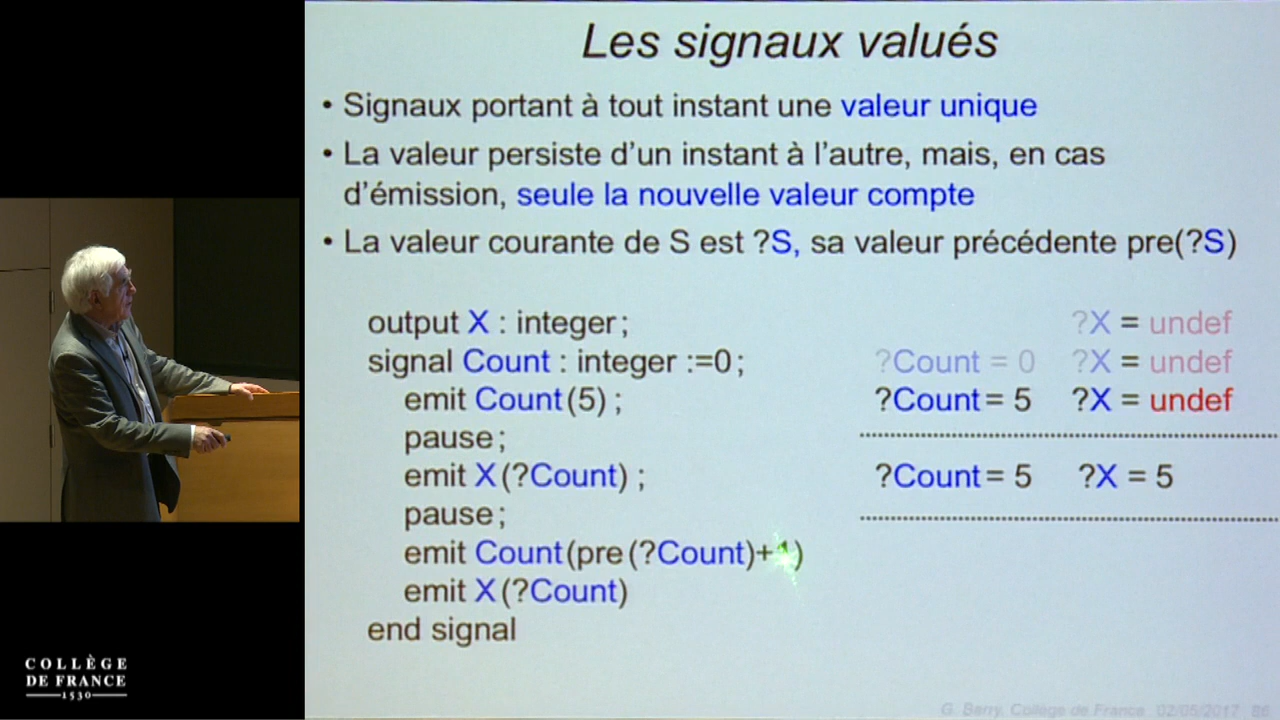 Les signaux valués
• Signaux portant à tout instant une valeur unique
• La valeur persiste d'un instant à l'autre, mais, en cas
d'émission, seule la nouvelle valeur compte
• La valeur courante de S est ?S, sa valeur précédente pre(?S)
output X : integer; ?X = undef
signal Count : integer :=0; ?Count = 0 ?X = undef
emit Count(5); ?Count = 5 ?X = undef
pause;
emit X(?Count) ; ?Count = 5 ?X = 5
pause;
emit Count(pre(?Count)+1)
emit X(?Count)
end signal
COLLÈGE
DE FRANCE
1530
G. Berry, Collège de France 02/05/2017